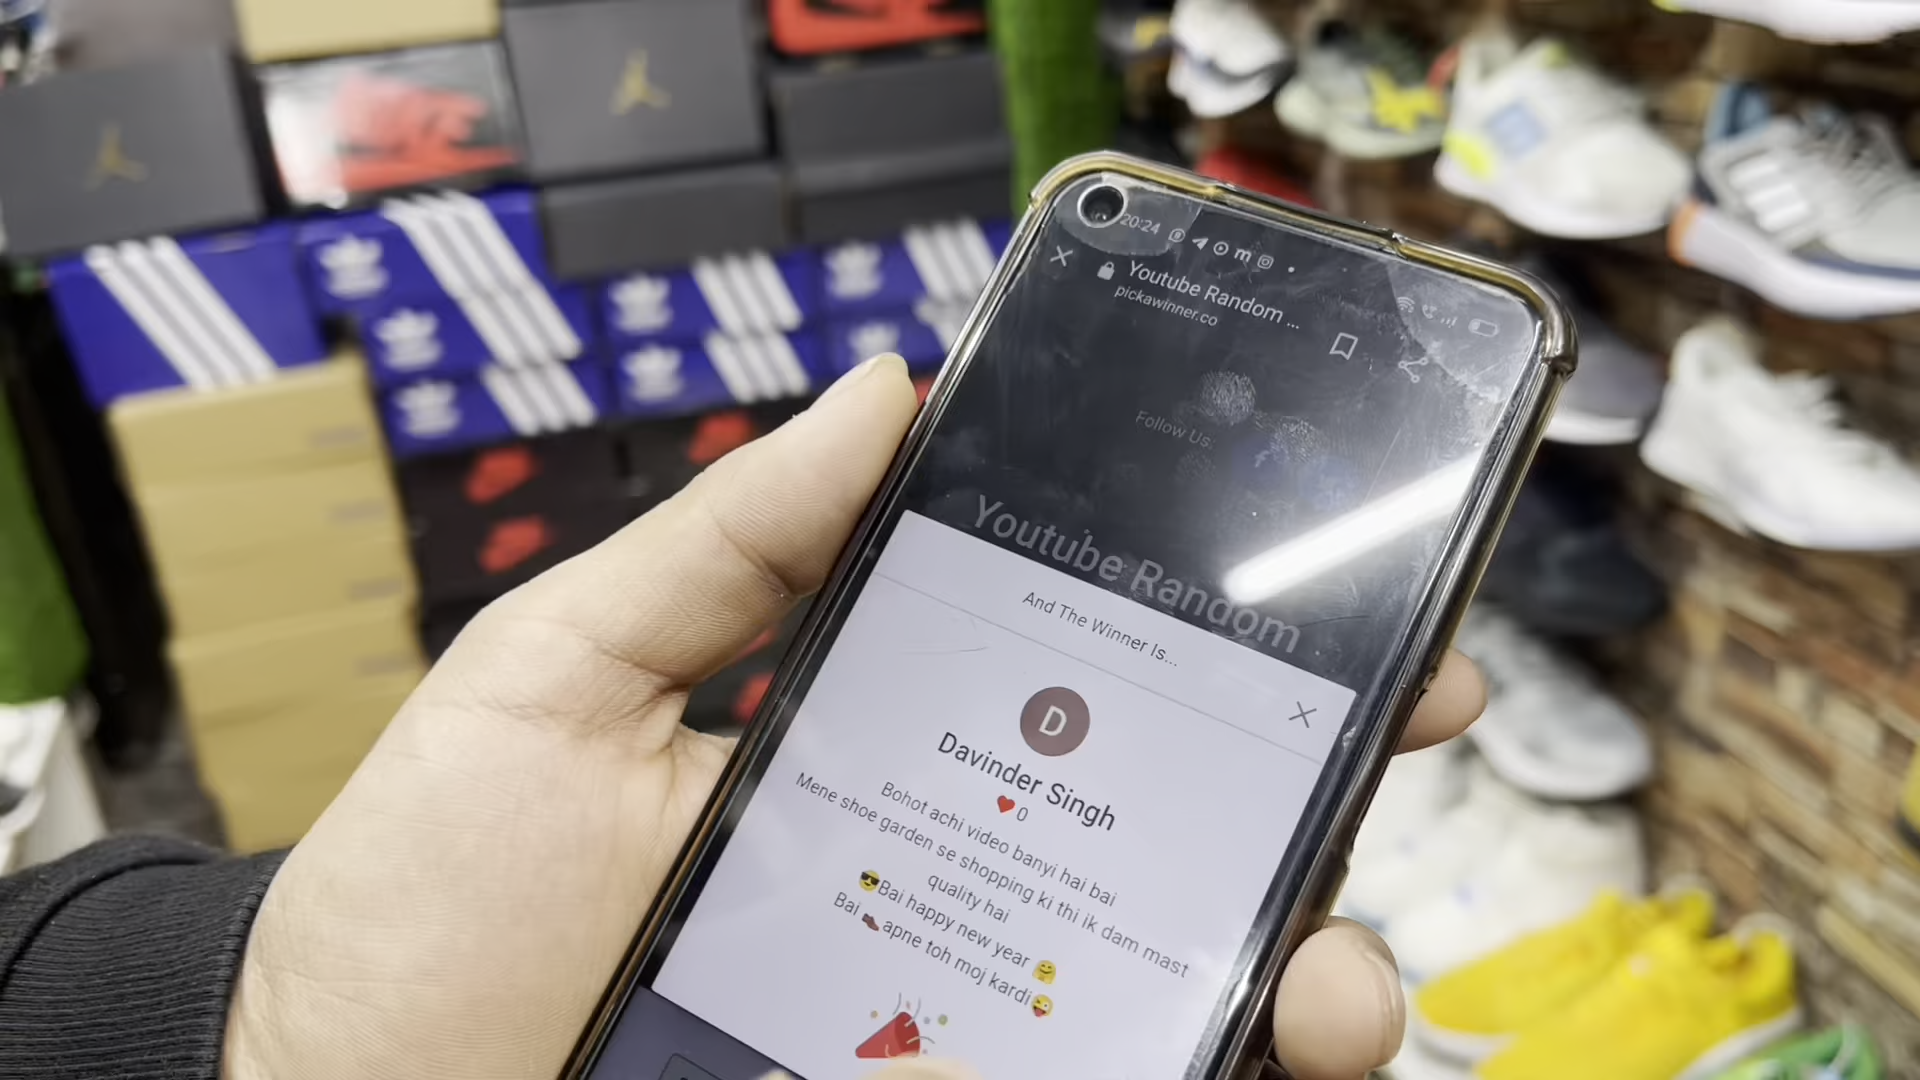 20:24
Youtube Random ...
pickawinner.co
Follow Us:
Youtube Random
And The Winner Is...
D
Davinder Singh
❤️ 0
Bohot achi video banyi hai bai
Mene shoe garden se shopping ki thi ik dam mast
quality hai
😎Bai happy new year 🤗
Bai 👞 apne toh moj kardi😜